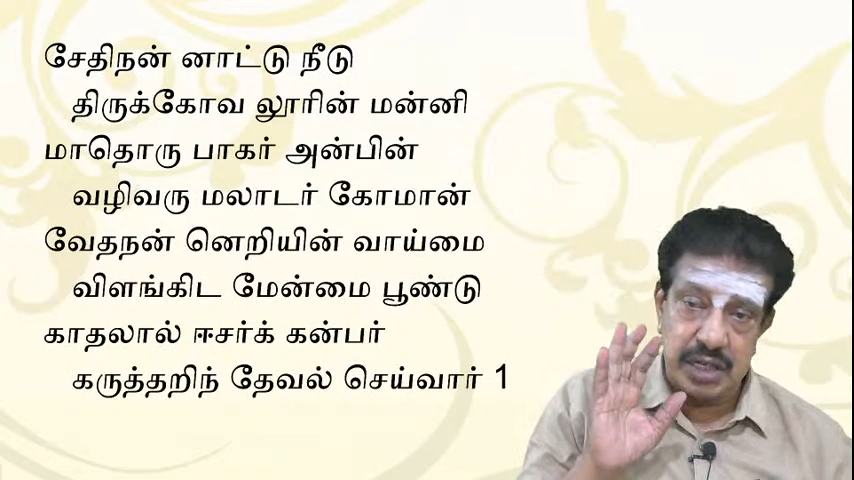 சேதிநன் னாட்டு நீடு
திருக்கோவ லூரின் மன்னி
மாதொரு பாகர் அன்பின்
வழிவரு மலாடர் கோமான்
வேதநன் னெறியின் வாய்மை
விளங்கிட மேன்மை பூண்டு
காதலால் ஈசர்க் கன்பர்
கருத்தறிந் தேவல் செய்வார் 1